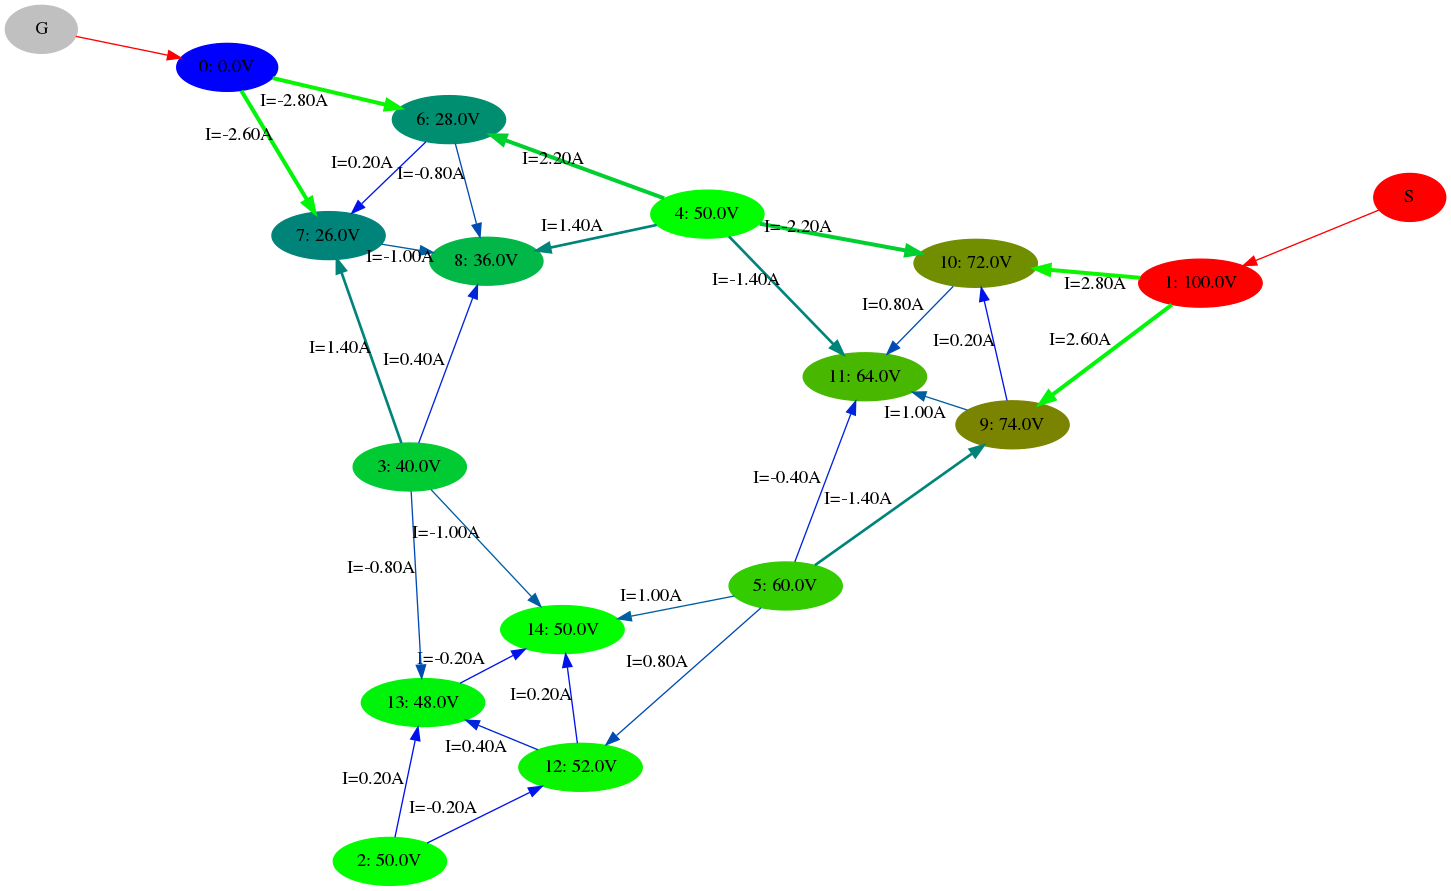 G
0: 0.0V
I=-2.80A
6: 28.0V
I=-2.60A
I=0.20A
I=-0.80A
I=2.20A
S
4: 50.0V
7: 26.0V
I=1.40A
I=-2.20A
I=-1.00A
8: 36.0V
10: 72.0V
1: 100.0V
I=-1.40A
I=2.80A
I=0.80A
I=1.40A
I=0.40A
I=0.20A
I=2.60A
11: 64.0V
I=1.00A
9: 74.0V
3: 40.0V
I=-0.40A
I=-1.40A
I=-1.00A
I=-0.80A
5: 60.0V
I=1.00A
14: 50.0V
I=-0.20A
I=0.80A
I=0.20A
13: 48.0V
I=0.40A
12: 52.0V
I=0.20A
I=-0.20A
2: 50.0V